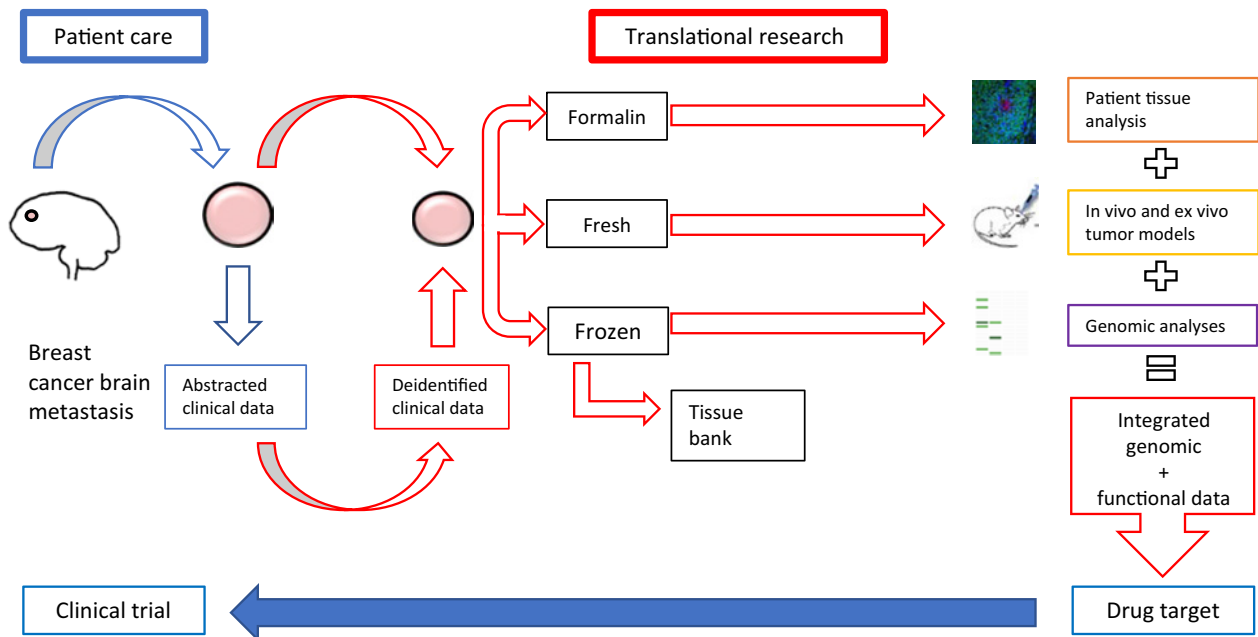 Patient care
Translational research
Formalin
Patient tissue
analysis
Fresh
In vivo and ex vivo
tumor models
Frozen
Genomic analyses
Breast
cancer brain
metastasis
Abstracted
clinical data
Deidentified
clinical data
Tissue
bank
Integrated
genomic
+
functional data
Clinical trial
Drug target